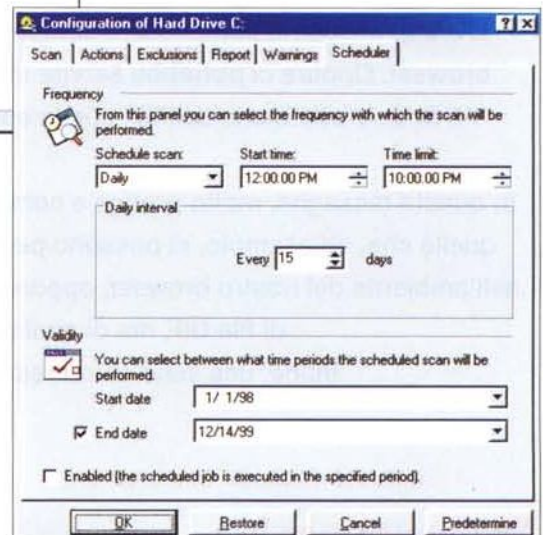 Configuration of Hard Drive C:
Scan Actions Exclusions Report Warnings Scheduler
Frequency
From this panel you can select the frequency with which the scan will be
performed.
Schedule scan: Start time: Time limit:
Daily 12:00:00 PM 10:00:00 PM
Daily interval
Every 15 days
Validity
You can select between what time periods the scheduled scan will be
performed.
Start date 1/ 1/98
End date 12/14/99
Enabled (the scheduled job is executed in the specified period).
OK Restore Cancel Predetermine